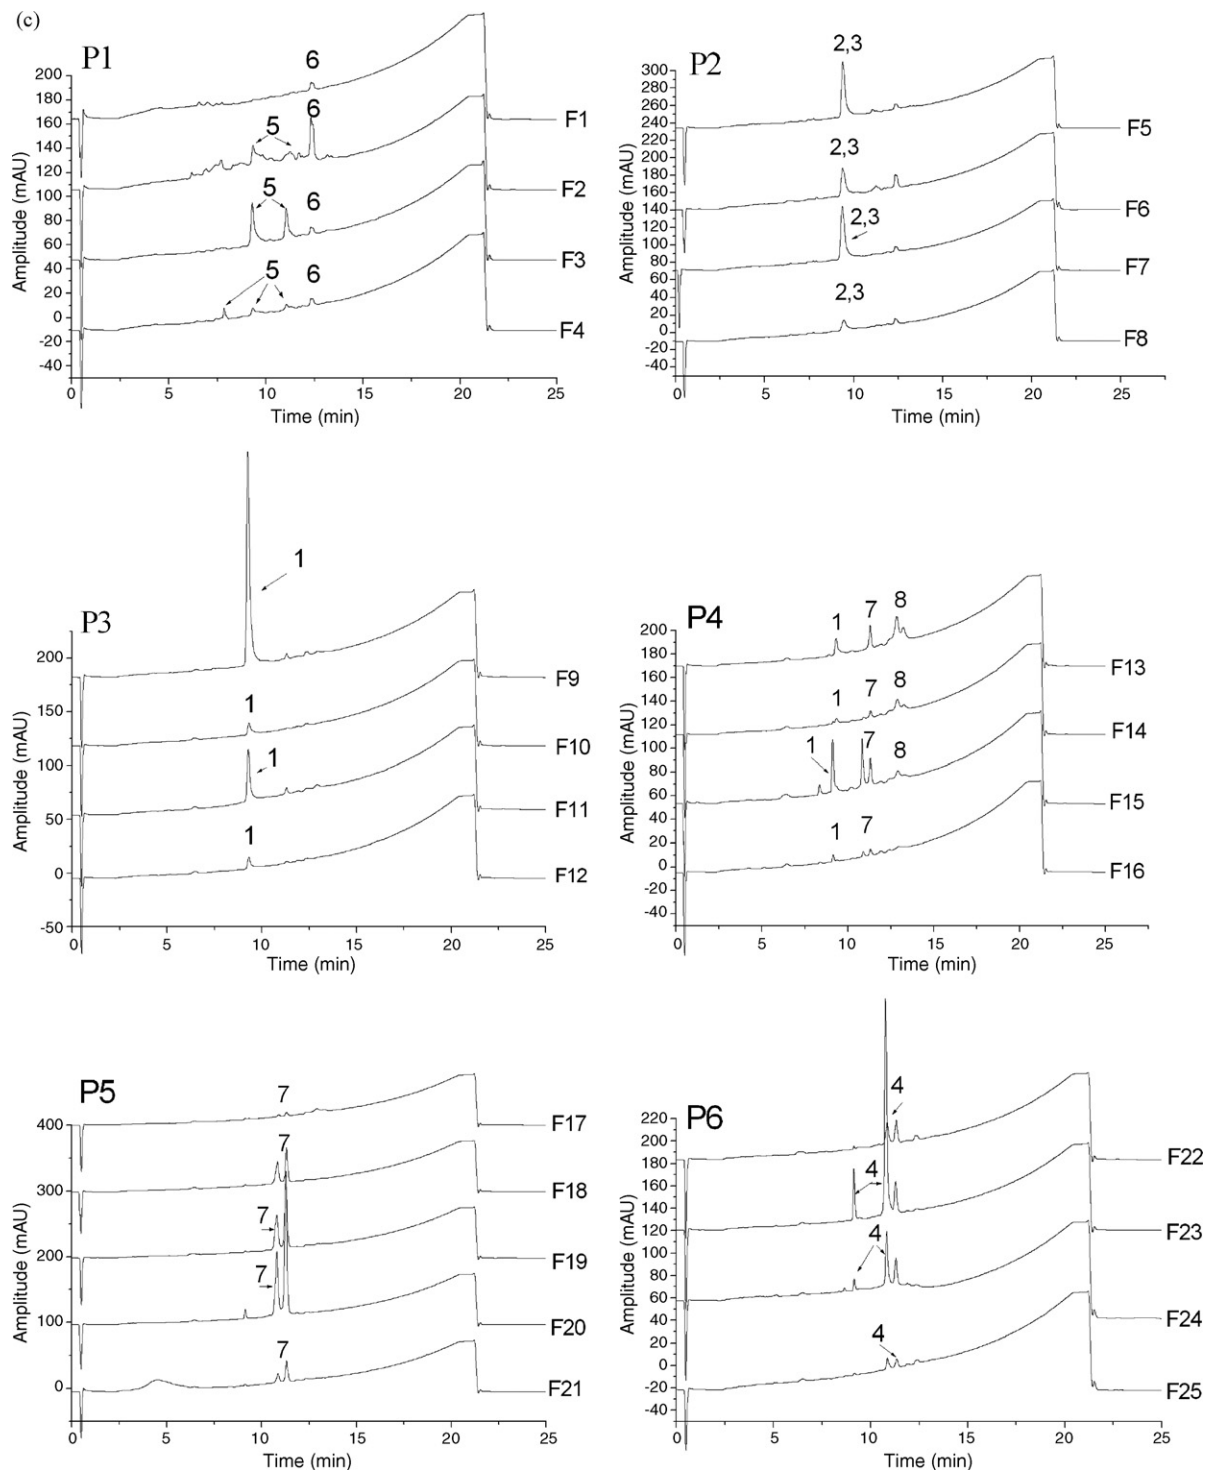 (c)
P1
6
200
180
160
140
120
100
80
60
40
20
0
-20
-40
Amplitude (mAU)
F1
5
6
F2
5
6
F3
5
6
F4
0 5 10 15 20 25
Time (min)
P2
2,3
300
280
260
240
220
200
180
160
140
120
100
80
60
40
20
0
-20
-40
Amplitude (mAU)
F5
2,3
F6
2,3
F7
2,3
F8
0 5 10 15 20 25
Time (min)
P3
1
200
150
100
50
0
-50
Amplitude (mAU)
F9
1
F10
1
F11
1
F12
0 5 10 15 20 25
Time (min)
P4
1 7 8
200
180
160
140
120
100
80
60
40
20
0
-20
-40
Amplitude (mAU)
F13
1 7 8
F14
1 7 8
F15
1 7
F16
0 5 10 15 20 25
Time (min)
P5
7
400
300
200
100
0
Amplitude (mAU)
F17
7
F18
7
F19
7
F20
7
F21
0 5 10 15 20 25
Time (min)
P6
4
220
200
180
160
140
120
100
80
60
40
20
0
-20
-40
Amplitude (mAU)
F22
4
F23
4
F24
4
F25
0 5 10 15 20 25
Time (min)